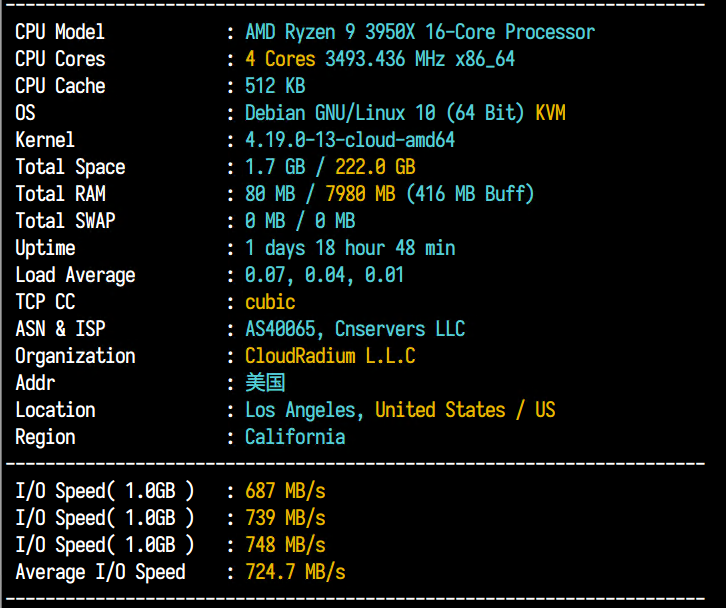 CPU Model : AMD Ryzen 9 3950X 16-Core Processor
CPU Cores : 4 Cores 3493.436 MHz x86_64
CPU Cache : 512 KB
OS : Debian GNU/Linux 10 (64 Bit) KVM
Kernel : 4.19.0-13-cloud-amd64
Total Space : 1.7 GB / 222.0 GB
Total RAM : 80 MB / 7980 MB (416 MB Buff)
Total SWAP : 0 MB / 0 MB
Uptime : 1 days 18 hour 48 min
Load Average : 0.07, 0.04, 0.01
TCP CC : cubic
ASN & ISP : AS40065, Cnservers LLC
Organization : CloudRadium L.L.C
Addr : 美国
Location : Los Angeles, United States / US
Region : California
I/O Speed( 1.0GB ) : 687 MB/s
I/O Speed( 1.0GB ) : 739 MB/s
I/O Speed( 1.0GB ) : 748 MB/s
Average I/O Speed : 724.7 MB/s